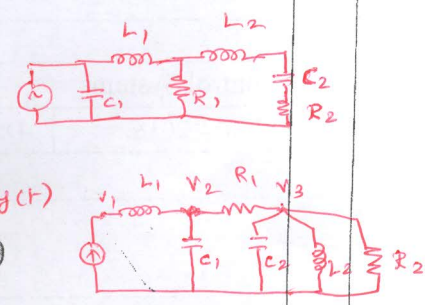 L₁ L₂
C₁ R₁ C₂
R₂
y(t) V₁ L₁ V₂ R₁ V₃
C₁ C₂ L₂ R₂